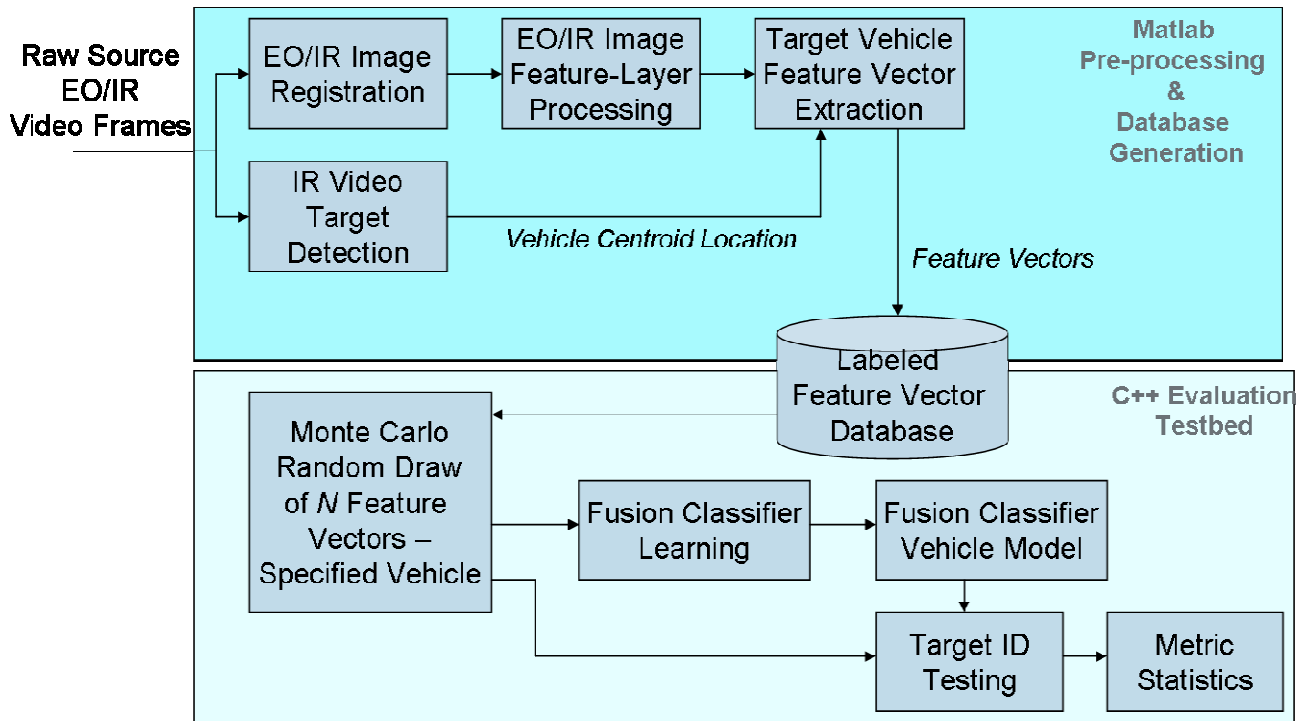 Raw Source
EO/IR
Video Frames
EO/IR Image
Registration
EO/IR Image
Feature-Layer
Processing
Target Vehicle
Feature Vector
Extraction
Matlab
Pre-processing
&
Database
Generation
IR Video
Target
Detection
Vehicle Centroid Location
Feature Vectors
Labeled
Feature Vector
Database
C++ Evaluation
Testbed
Monte Carlo
Random Draw
of N Feature
Vectors –
Specified Vehicle
Fusion Classifier
Learning
Fusion Classifier
Vehicle Model
Target ID
Testing
Metric
Statistics